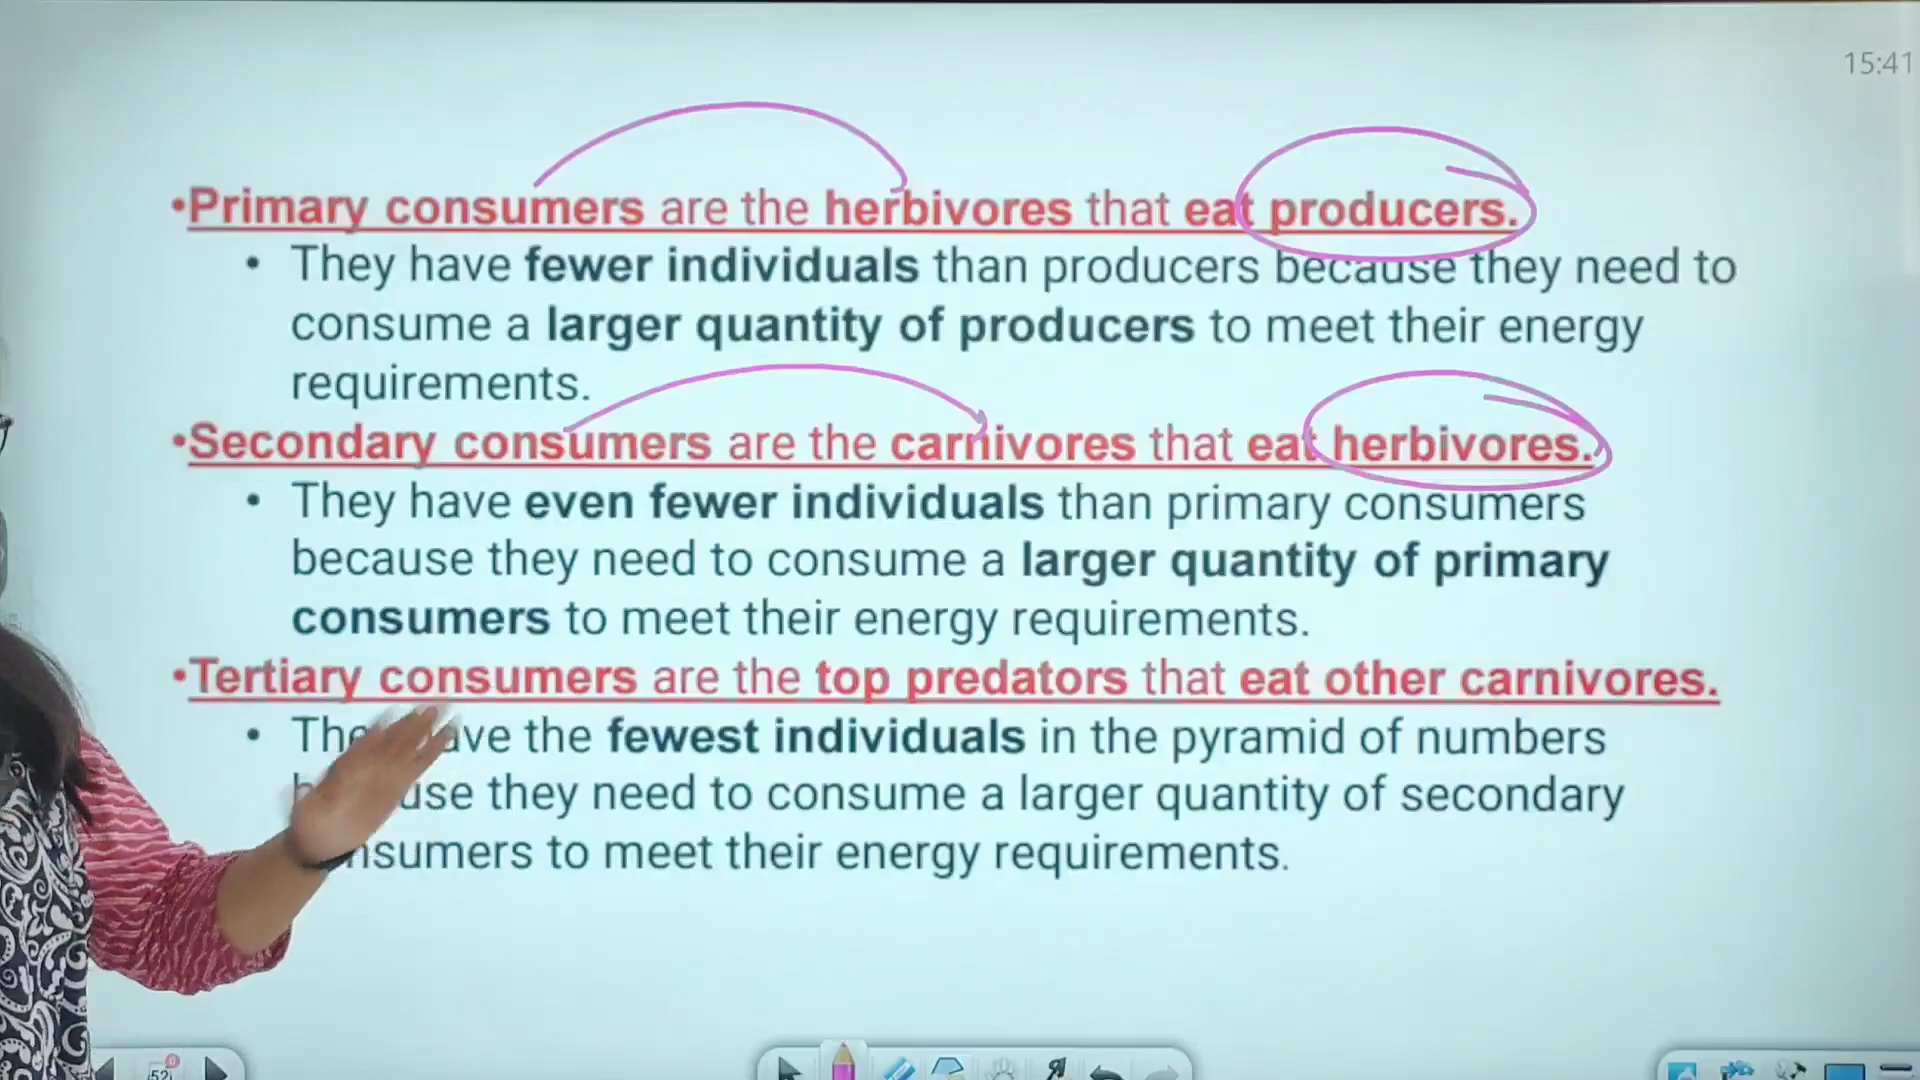 15:41
•Primary consumers are the herbivores that eat producers.
• They have fewer individuals than producers because they need to
consume a larger quantity of producers to meet their energy
requirements.
•Secondary consumers are the carnivores that eat herbivores.
• They have even fewer individuals than primary consumers
because they need to consume a larger quantity of primary
consumers to meet their energy requirements.
•Tertiary consumers are the top predators that eat other carnivores.
• the fewest individuals in the pyramid of numbers
they need to consume a larger quantity of secondary
to meet their energy requirements.
52